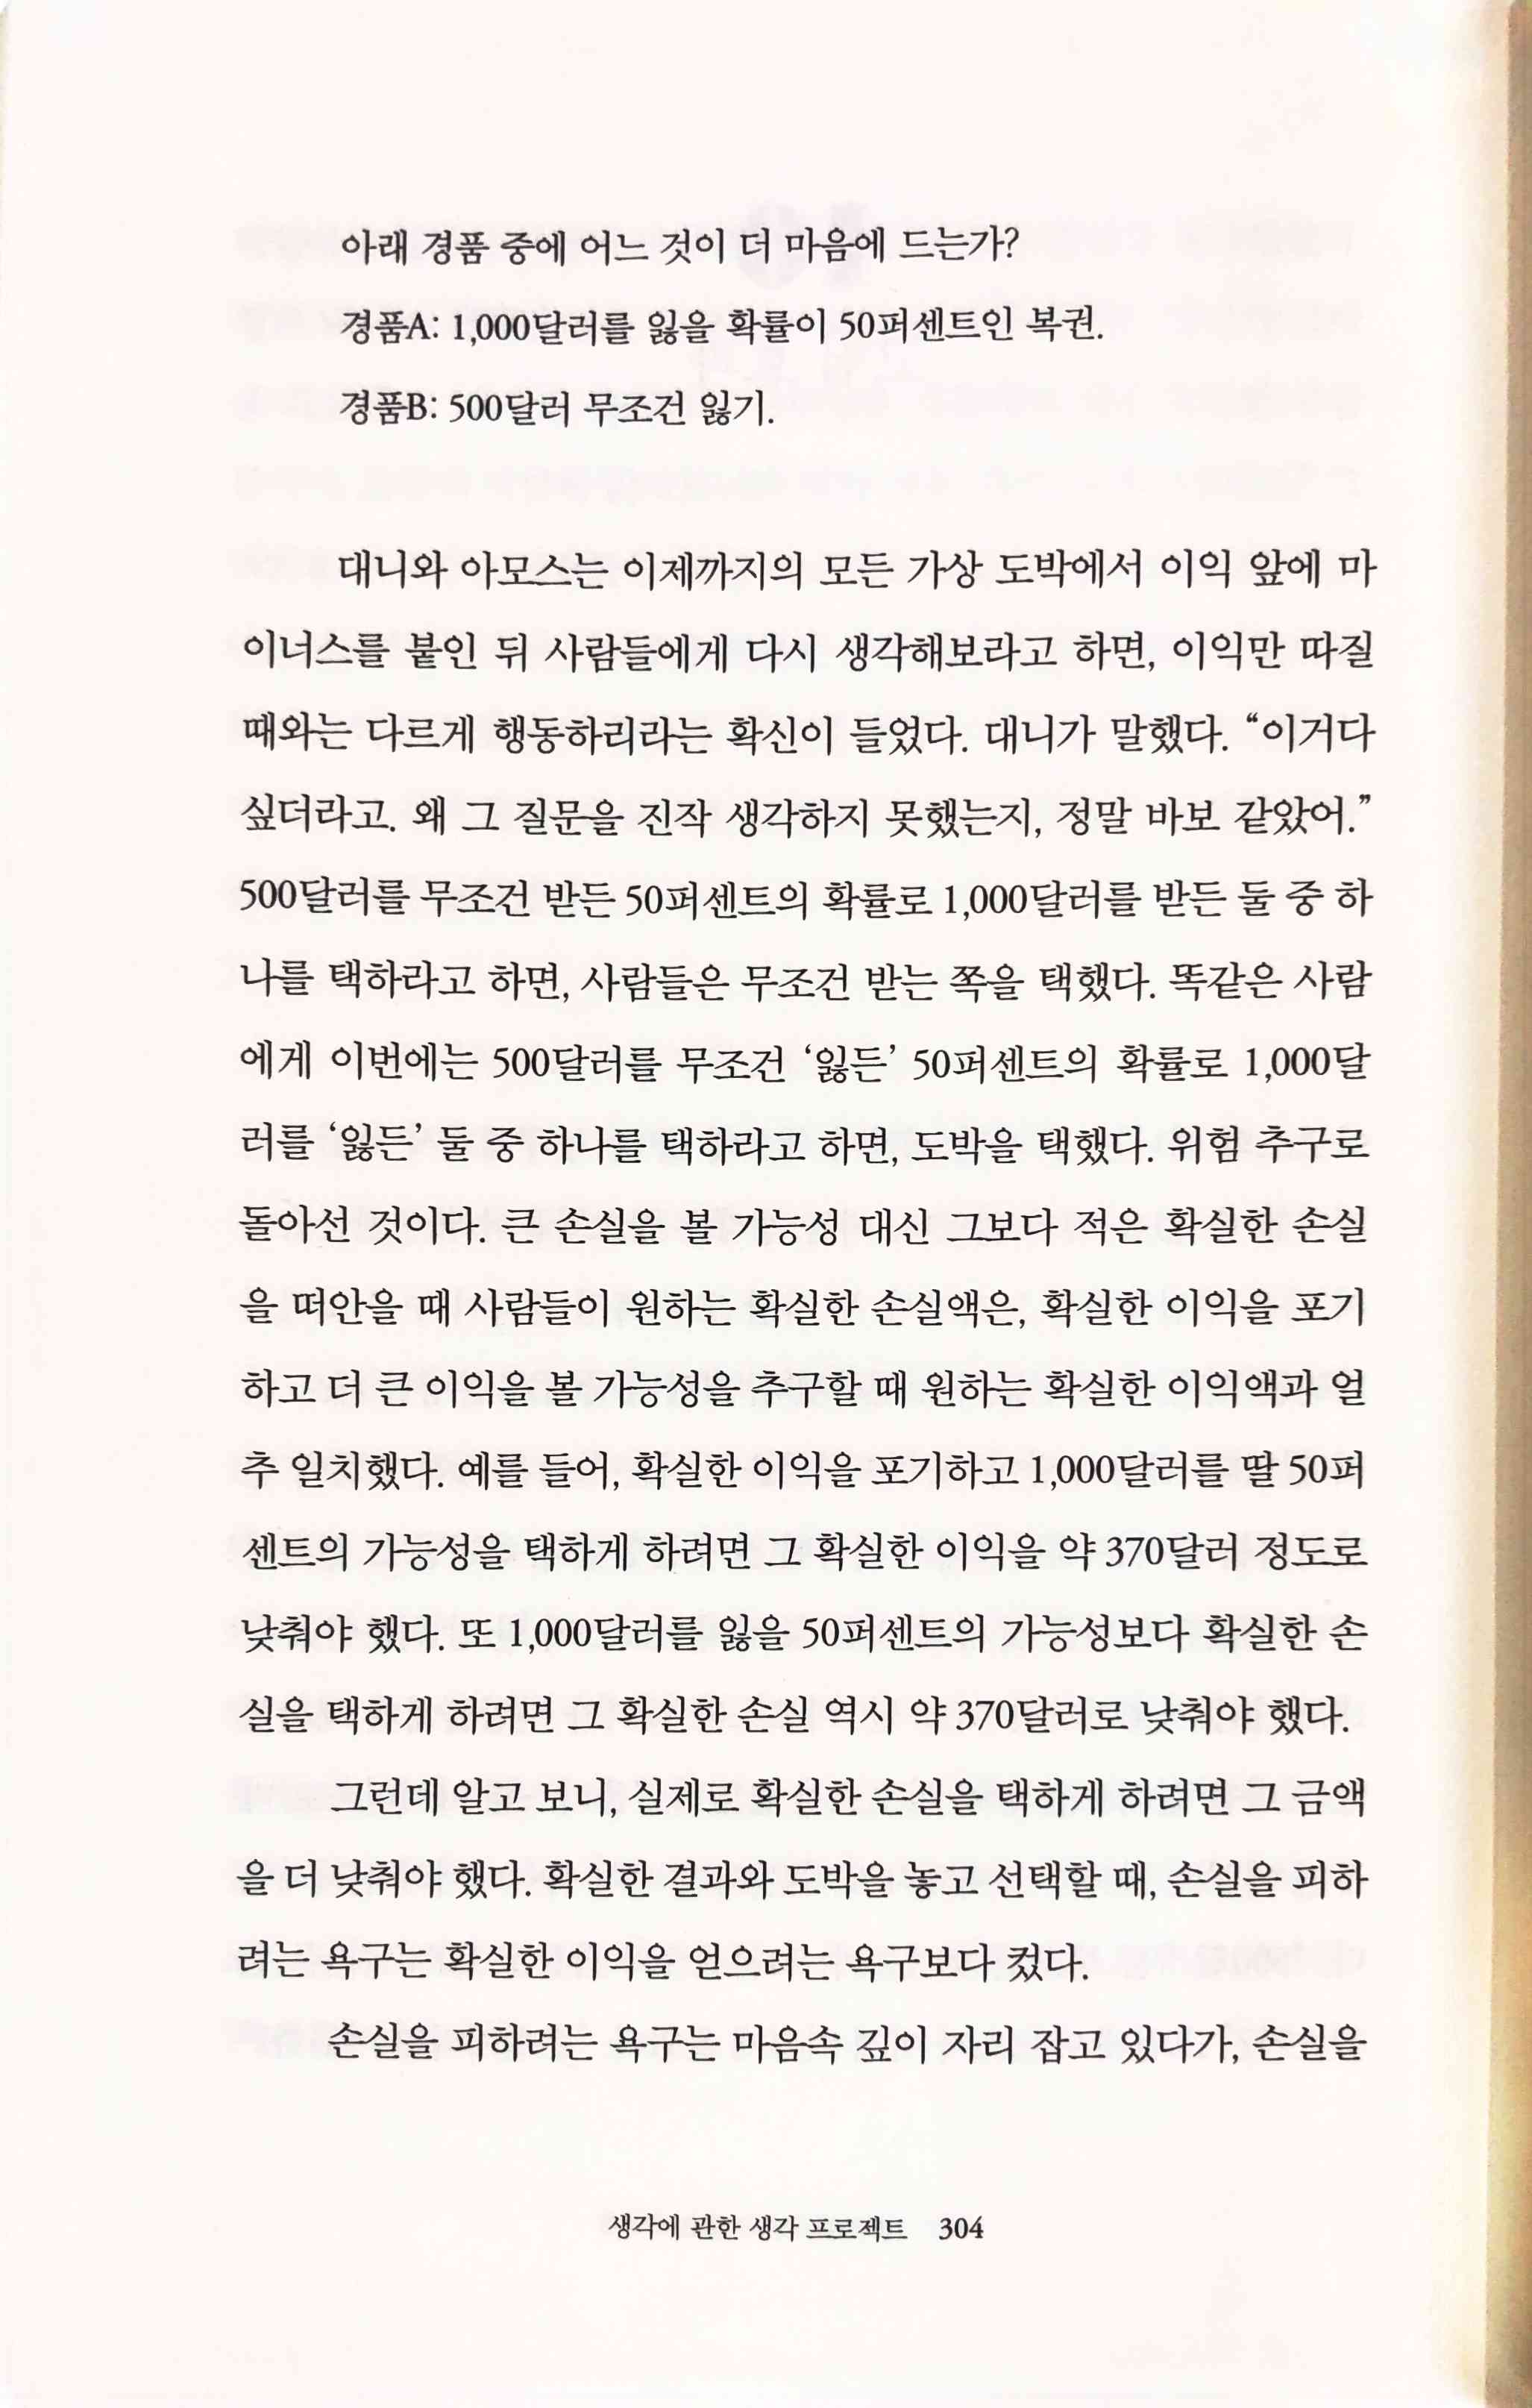 아래 경품 중에 어느 것이 더 마음에 드는가?
경품A: 1,000달러를 잃을 확률이 50퍼센트인 복권.
경품B: 500달러 무조건 잃기.
대니와 아모스는 이제까지의 모든 가상 도박에서 이익 앞에 마
이너스를 붙인 뒤 사람들에게 다시 생각해보라고 하면, 이익만 따질
때와는 다르게 행동하리라는 확신이 들었다. 대니가 말했다. “이거다
싶더라고. 왜 그 질문을 진작 생각하지 못했는지, 정말 바보 같았어.”
500달러를 무조건 받든 50퍼센트의 확률로 1,000달러를 받든 둘 중 하
나를 택하라고 하면, 사람들은 무조건 받는 쪽을 택했다. 똑같은 사람
에게 이번에는 500달러를 무조건 ‘잃든’ 50퍼센트의 확률로 1,000달
러를 ‘잃든’ 둘 중 하나를 택하라고 하면, 도박을 택했다. 위험 추구로
돌아선 것이다. 큰 손실을 볼 가능성 대신 그보다 적은 확실한 손실
을 떠안을 때 사람들이 원하는 확실한 손실액은, 확실한 이익을 포기
하고 더 큰 이익을 볼 가능성을 추구할 때 원하는 확실한 이익액과 얼
추 일치했다. 예를 들어, 확실한 이익을 포기하고 1,000달러를 딸 50퍼
센트의 가능성을 택하게 하려면 그 확실한 이익을 약 370달러 정도로
낮춰야 했다. 또 1,000달러를 잃을 50퍼센트의 가능성보다 확실한 손
실을 택하게 하려면 그 확실한 손실 역시 약 370달러로 낮춰야 했다.
그런데 알고 보니, 실제로 확실한 손실을 택하게 하려면 그 금액
을 더 낮춰야 했다. 확실한 결과와 도박을 놓고 선택할 때, 손실을 피하
려는 욕구는 확실한 이익을 얻으려는 욕구보다 컸다.
손실을 피하려는 욕구는 마음속 깊이 자리 잡고 있다가, 손실을
생각에 관한 생각 프로젝트 304